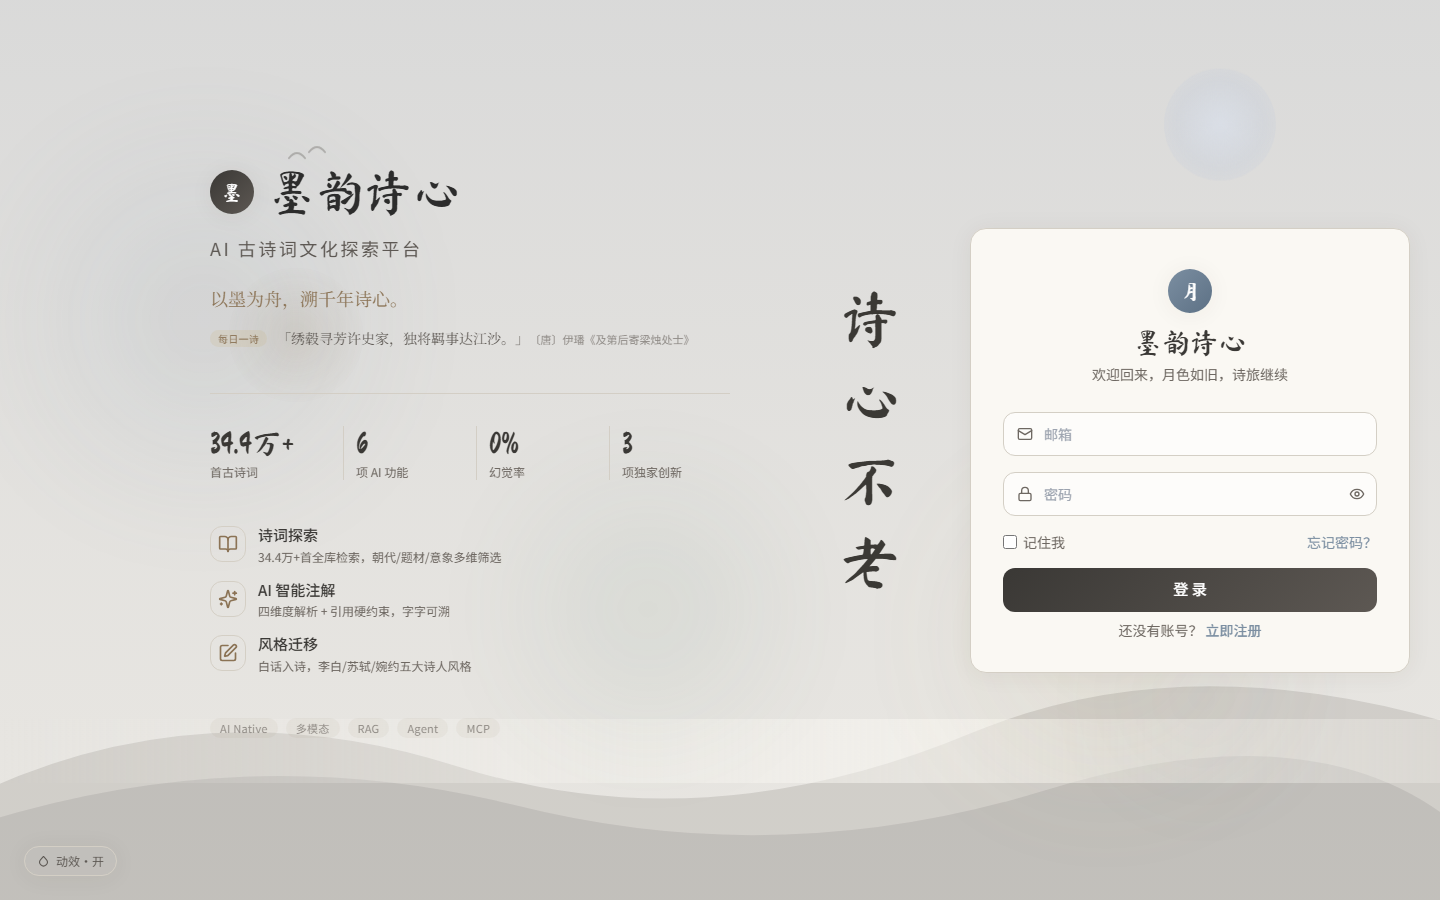 墨
墨韵诗心
AI 古诗词文化探索平台
以墨为舟，溯千年诗心。
每日一诗 「绣毂寻芳许史家，独将羁事达江沙。」 〔唐〕伊璠《及第后寄梁烛处士》
34.4万+
首古诗词
6
项 AI 功能
0%
幻觉率
3
项独家创新
诗词探索
34.4万+首全库检索，朝代/题材/意象多维筛选
AI 智能注解
四维度解析 + 引用硬约束，字字可溯
风格迁移
白话入诗，李白/苏轼/婉约五大诗人风格
AI Native 多模态 RAG Agent MCP
诗心不老
月
墨韵诗心
欢迎回来，月色如旧，诗旅继续
邮箱
密码
记住我 忘记密码？
登录
还没有账号？ 立即注册
动效·开